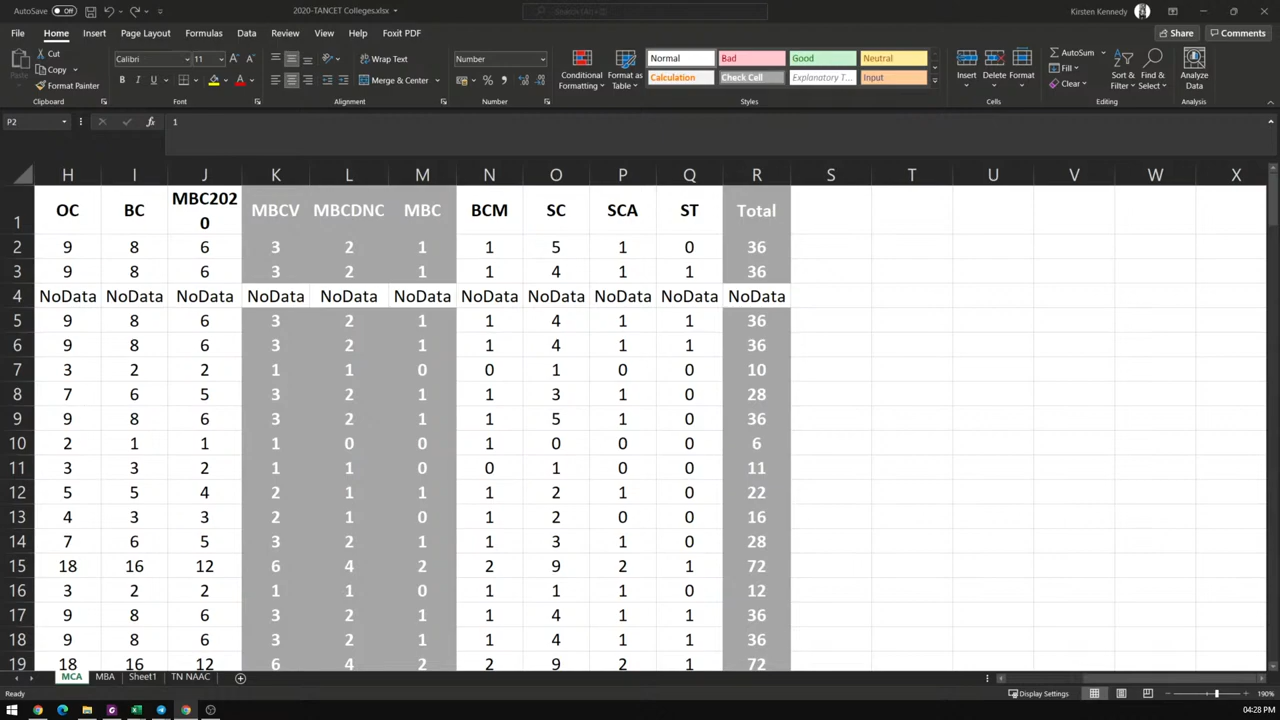 AutoSave Off 2020-TANCET Colleges.xlsx Search (Alt+Q) Kirsten Kennedy
File Home Insert Page Layout Formulas Data Review View Help Foxit PDF Share Comments
Paste Cut Copy Format Painter Clipboard
Calibri 11 B I U Font
Wrap Text Merge & Center Alignment
Number % Number
Conditional Formatting Format as Table Normal Bad Good Neutral Calculation Check Cell Explanatory T... Input Styles
Insert Delete Format Cells
AutoSum Fill Clear Sort & Filter Find & Select Editing
Analyze Data Analysis
P2 fx 1
H I J K L M N O P Q R S T U V W X
1 OC BC MBC2020 MBCV MBCDNC MBC BCM SC SCA ST Total
2 9 8 6 3 2 1 1 5 1 0 36
3 9 8 6 3 2 1 1 4 1 1 36
4 NoData NoData NoData NoData NoData NoData NoData NoData NoData NoData NoData
5 9 8 6 3 2 1 1 4 1 1 36
6 9 8 6 3 2 1 1 4 1 1 36
7 3 2 2 1 1 0 0 1 0 0 10
8 7 6 5 3 2 1 1 3 1 0 28
9 9 8 6 3 2 1 1 5 1 0 36
10 2 1 1 1 0 0 1 0 0 0 6
11 3 3 2 1 1 0 0 1 0 0 11
12 5 5 4 2 1 1 1 2 1 0 22
13 4 3 3 2 1 0 1 2 0 0 16
14 7 6 5 3 2 1 1 3 1 0 28
15 18 16 12 6 4 2 2 9 2 1 72
16 3 2 2 1 1 0 1 1 1 0 12
17 9 8 6 3 2 1 1 4 1 1 36
18 9 8 6 3 2 1 1 4 1 1 36
19 18 16 12 6 4 2 2 9 2 1 72
MCA MBA Sheet1 TN NAAC
Ready Display Settings 190%
04:28 PM